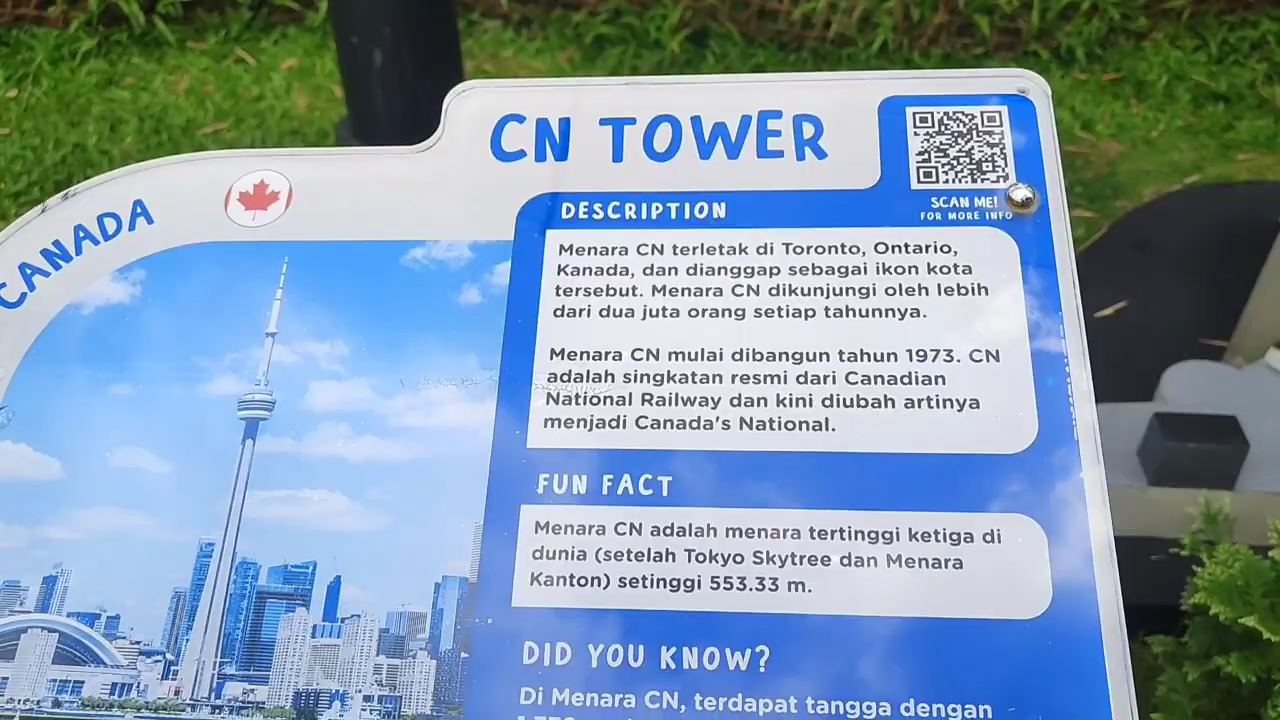 CANADA
CN TOWER
SCAN ME!
FOR MORE INFO
DESCRIPTION
Menara CN terletak di Toronto, Ontario,
Kanada, dan dianggap sebagai ikon kota
tersebut. Menara CN dikunjungi oleh lebih
dari dua juta orang setiap tahunnya.
Menara CN mulai dibangun tahun 1973. CN
adalah singkatan resmi dari Canadian
National Railway dan kini diubah artinya
menjadi Canada's National.
FUN FACT
Menara CN adalah menara tertinggi ketiga di
dunia (setelah Tokyo Skytree dan Menara
Kanton) setinggi 553.33 m.
DID YOU KNOW?
Di Menara CN, terdapat tangga dengan